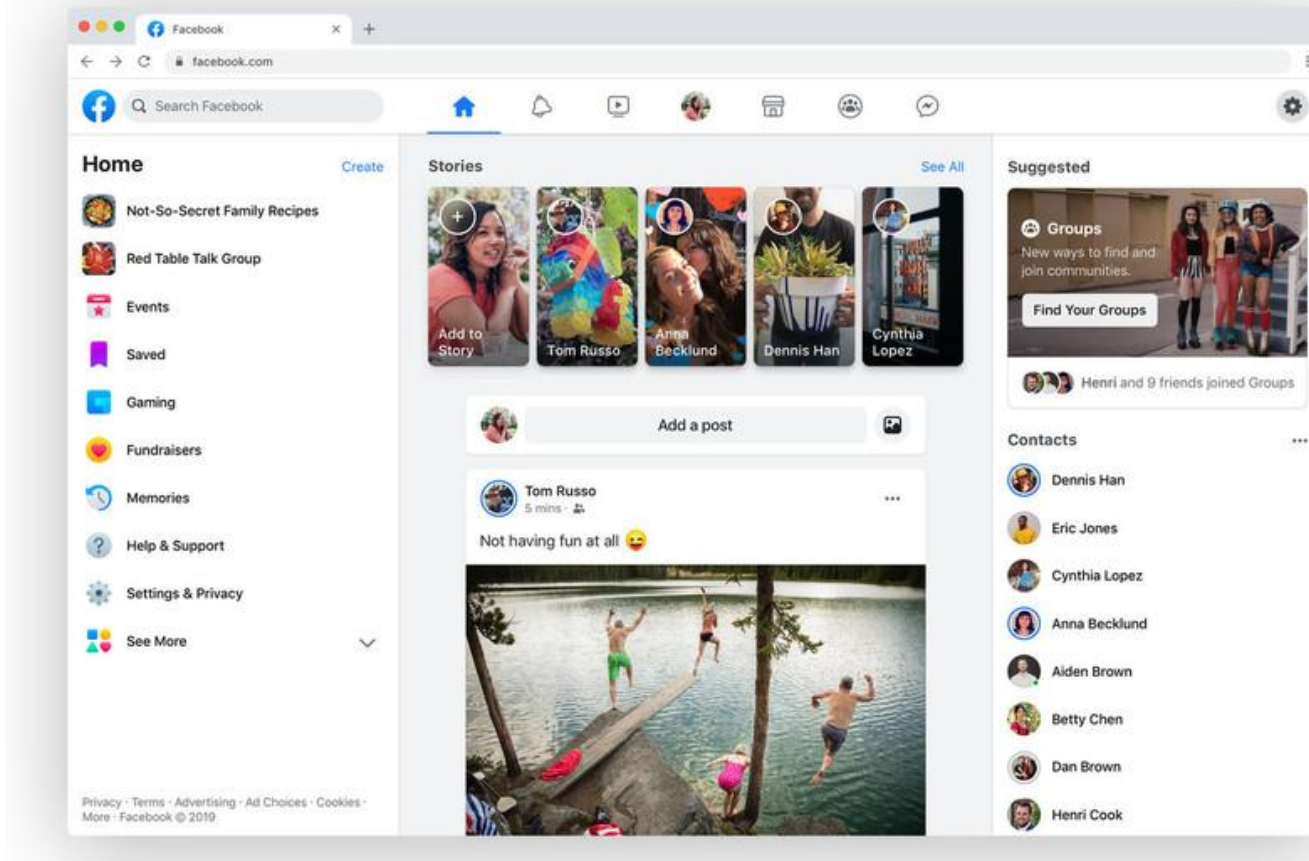 Facebook
facebook.com
Search Facebook
Home
Create
Not-So-Secret Family Recipes
Red Table Talk Group
Events
Saved
Gaming
Fundraisers
Memories
Help & Support
Settings & Privacy
See More
Privacy · Terms · Advertising · Ad Choices · Cookies ·
More · Facebook © 2019
Stories
See All
Add to
Story
Tom Russo
Anna
Becklund
Dennis Han
Cynthia
Lopez
Add a post
Tom Russo
5 mins ·
Not having fun at all 😜
Suggested
Groups
New ways to find and
join communities.
Find Your Groups
Henri and 9 friends joined Groups
Contacts
Dennis Han
Eric Jones
Cynthia Lopez
Anna Becklund
Aiden Brown
Betty Chen
Dan Brown
Henri Cook